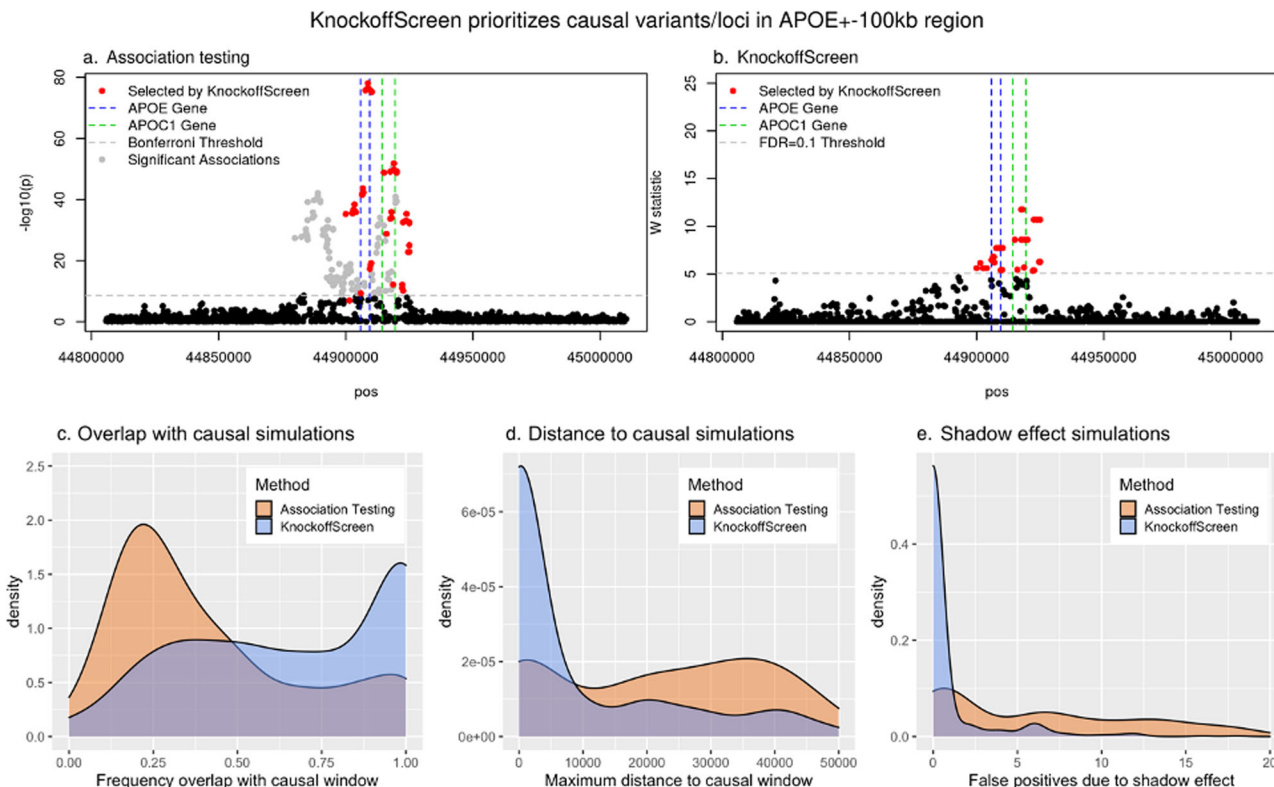 KnockoffScreen prioritizes causal variants/loci in APOE+-100kb region
a. Association testing
80
60
40
20
0
-log10(p)
Selected by KnockoffScreen
APOE Gene
APOC1 Gene
Bonferroni Threshold
Significant Associations
44800000 44850000 44900000 44950000 45000000
pos
b. KnockoffScreen
25
20
15
10
5
0
W statistic
Selected by KnockoffScreen
APOE Gene
APOC1 Gene
FDR=0.1 Threshold
44800000 44850000 44900000 44950000 45000000
pos
c. Overlap with causal simulations
2.5
2.0
1.5
1.0
0.5
0.0
density
Method
Association Testing
KnockoffScreen
0.00 0.25 0.50 0.75 1.00
Frequency overlap with causal window
d. Distance to causal simulations
6e-05
4e-05
2e-05
0e+00
density
Method
Association Testing
KnockoffScreen
0 10000 20000 30000 40000 50000
Maximum distance to causal window
e. Shadow effect simulations
0.4
0.2
0.0
density
Method
Association Testing
KnockoffScreen
0 5 10 15 20
False positives due to shadow effect